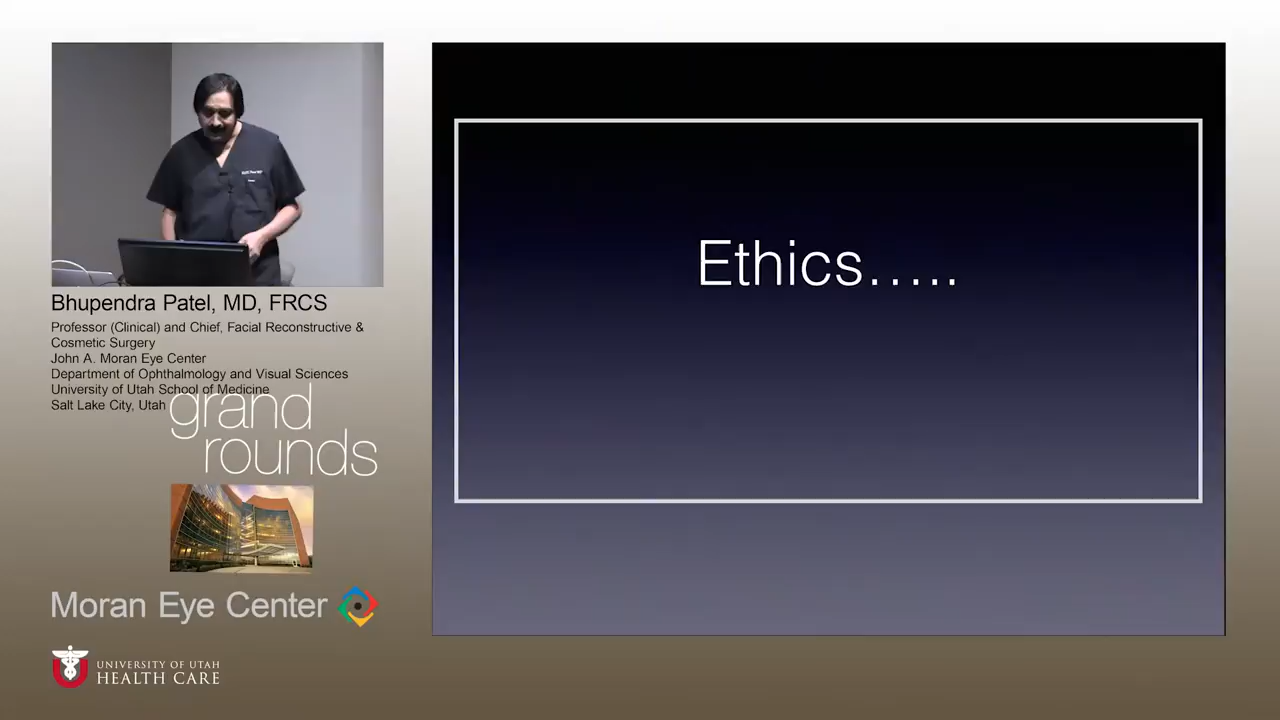 Bhupendra Patel, MD, FRCS
Professor (Clinical) and Chief, Facial Reconstructive &
Cosmetic Surgery
John A. Moran Eye Center
Department of Ophthalmology and Visual Sciences
University of Utah School of Medicine
Salt Lake City, Utah
grand
rounds
Moran Eye Center
UNIVERSITY OF UTAH
HEALTH CARE
Ethics.....